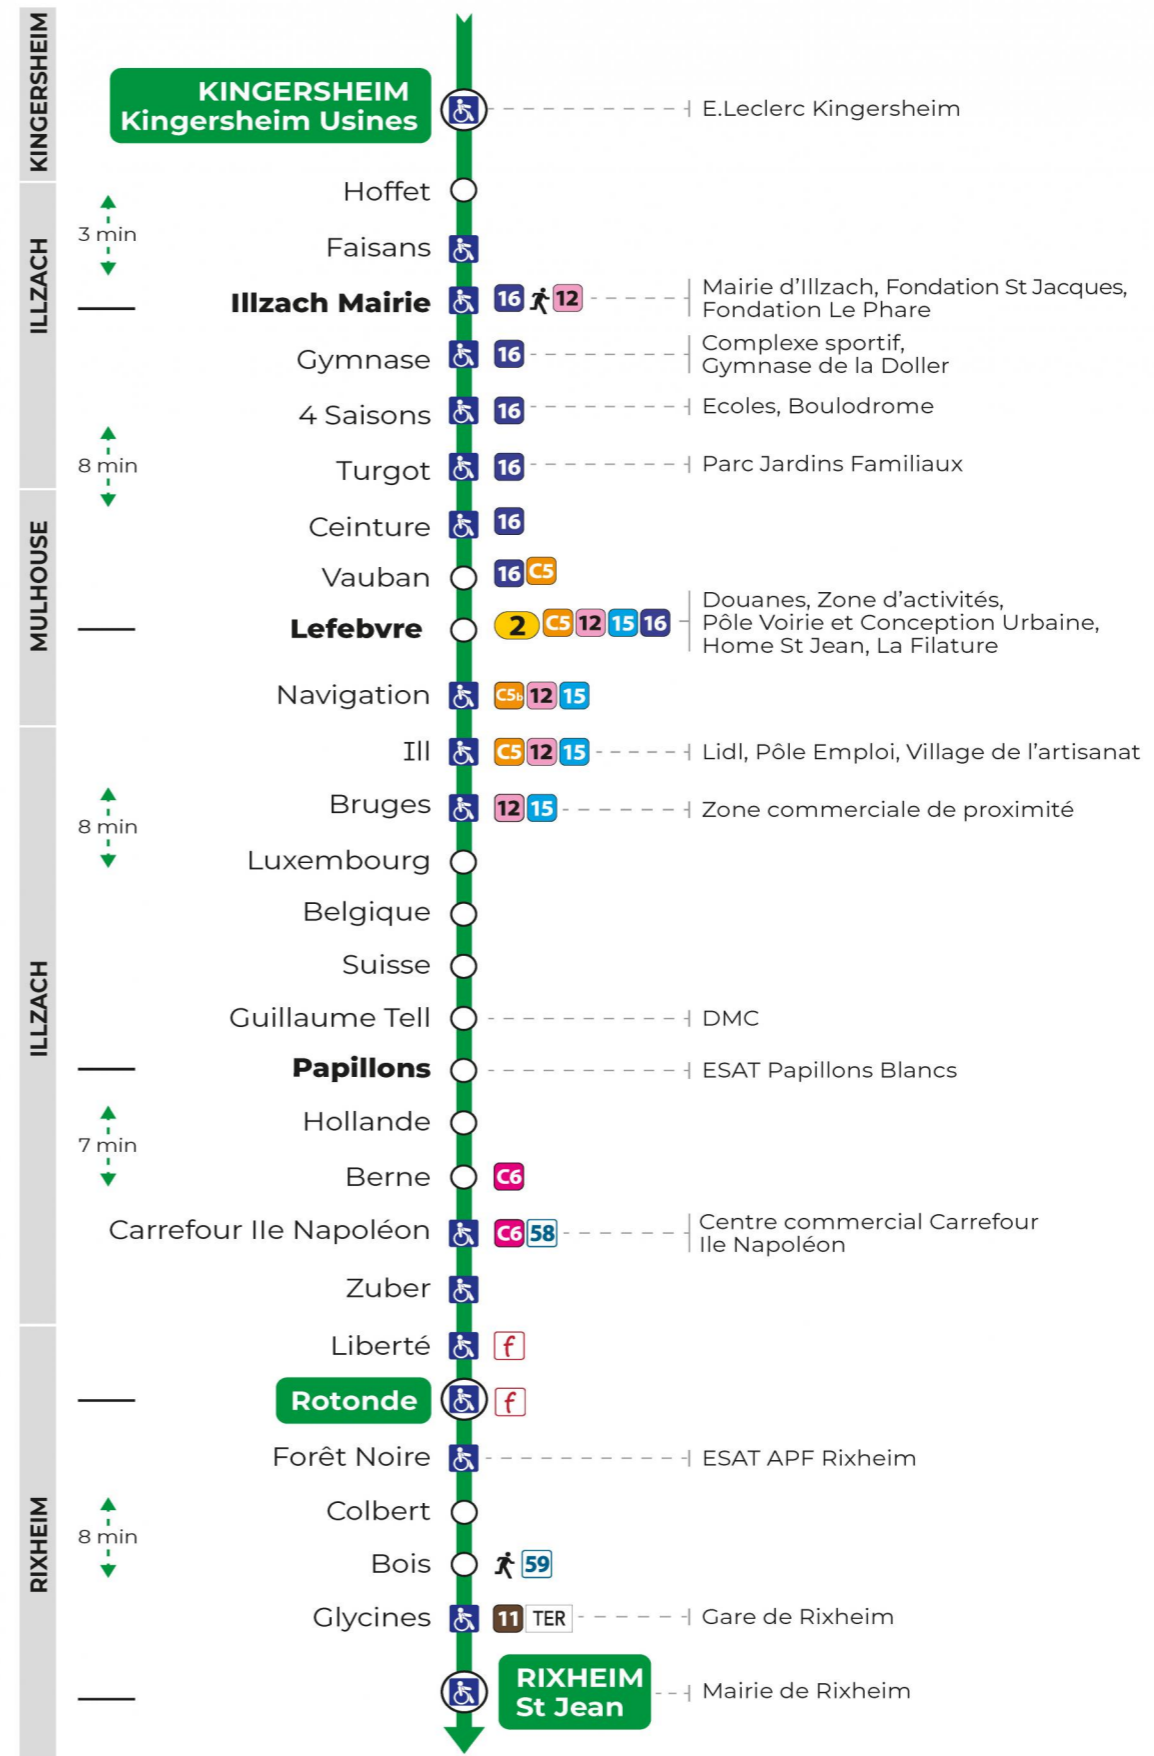 KINGERSHEIM
KINGERSHEIM
Kingersheim Usines
E.Leclerc Kingersheim
ILLZACH
Hoffet
3 min
Faisans
Illzach Mairie 16 12
Mairie d'Illzach, Fondation St Jacques,
Fondation Le Phare
Gymnase 16
Complexe sportif,
Gymnase de la Doller
4 Saisons 16 Ecoles, Boulodrome
8 min
Turgot 16 Parc Jardins Familiaux
MULHOUSE
Ceinture 16
Vauban 16 C5
Lefebvre 2 C5 12 15 16
Douanes, Zone d'activités,
Pôle Voirie et Conception Urbaine,
Home St Jean, La Filature
Navigation C5b 12 15
ILLZACH
Ill C5 12 15 Lidl, Pôle Emploi, Village de l'artisanat
Bruges 12 15 Zone commerciale de proximité
8 min
Luxembourg
Belgique
Suisse
Guillaume Tell DMC
Papillons ESAT Papillons Blancs
Hollande
7 min
Berne C6
Carrefour Ile Napoléon C6 58
Centre commercial Carrefour
Ile Napoléon
Zuber
RIXHEIM
Liberté f
Rotonde f
Forêt Noire ESAT APF Rixheim
Colbert
8 min
Bois 59
Glycines 11 TER Gare de Rixheim
RIXHEIM
St Jean
Mairie de Rixheim